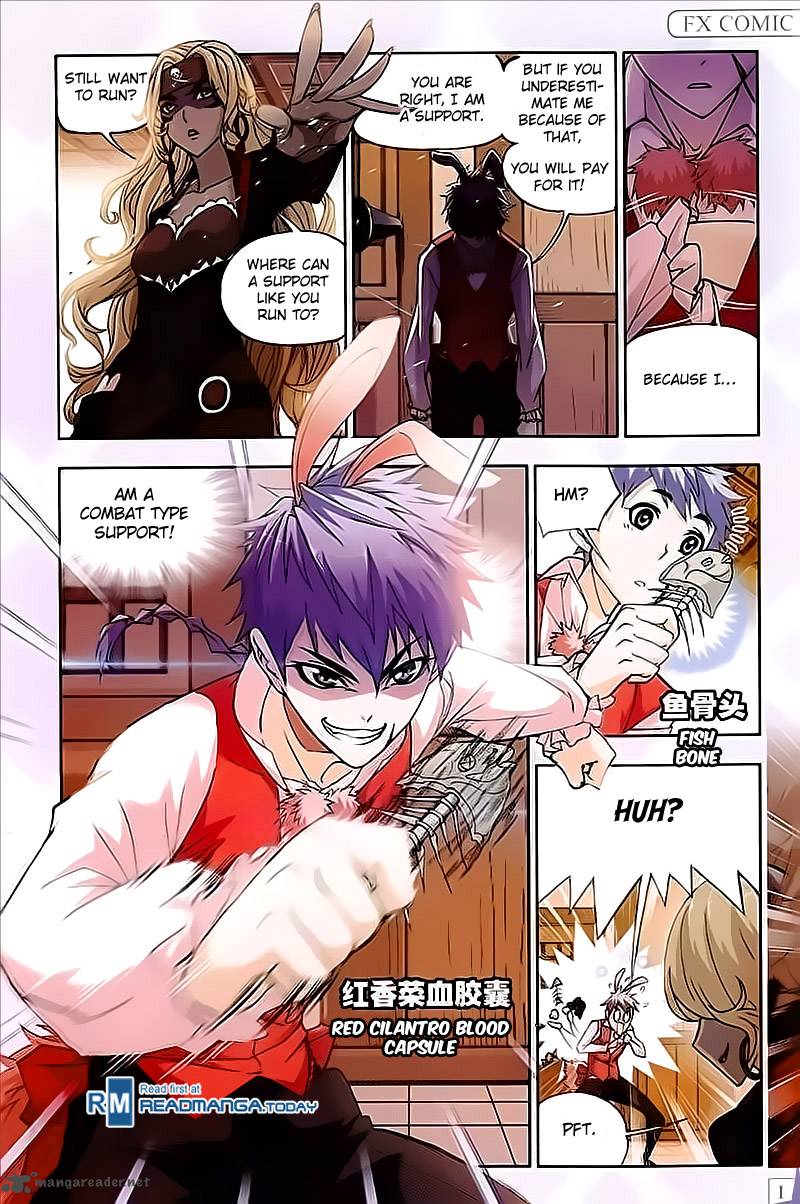 FX COMIC
STILL WANT
TO RUN?
WHERE CAN
A SUPPORT
LIKE YOU
RUN TO?
YOU ARE
RIGHT, I AM
A SUPPORT.
BUT IF YOU
UNDERESTI-
MATE ME
BECAUSE OF
THAT,
YOU WILL PAY
FOR IT!
BECAUSE I...
AM A
COMBAT TYPE
SUPPORT!
红香菜血胶囊
RED CILANTRO BLOOD
CAPSULE
HM?
鱼骨头
FISH
BONE
HUH?
PFT.
RM
Read first at
READMANGA.TODAY
mangareader.net
1